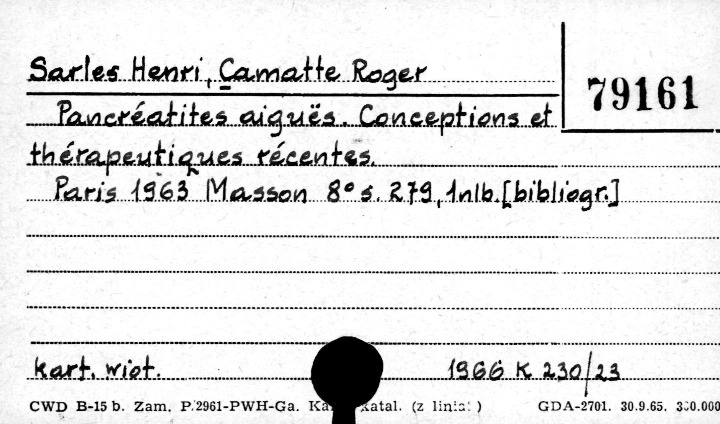 Sarles Henri, Camatte Roger
79161
Pancréatites aiguës. Conceptions et
thérapeutiques récentes.
Paris 1963 Masson 8° s. 279, 1nlb. [bibliogr.]
kart. wiot. 1966 K 230/23
CWD B-15 b. Zam. P.2961-PWH-Ga. katal. (z linia ) GDA-2701. 30.9.65.